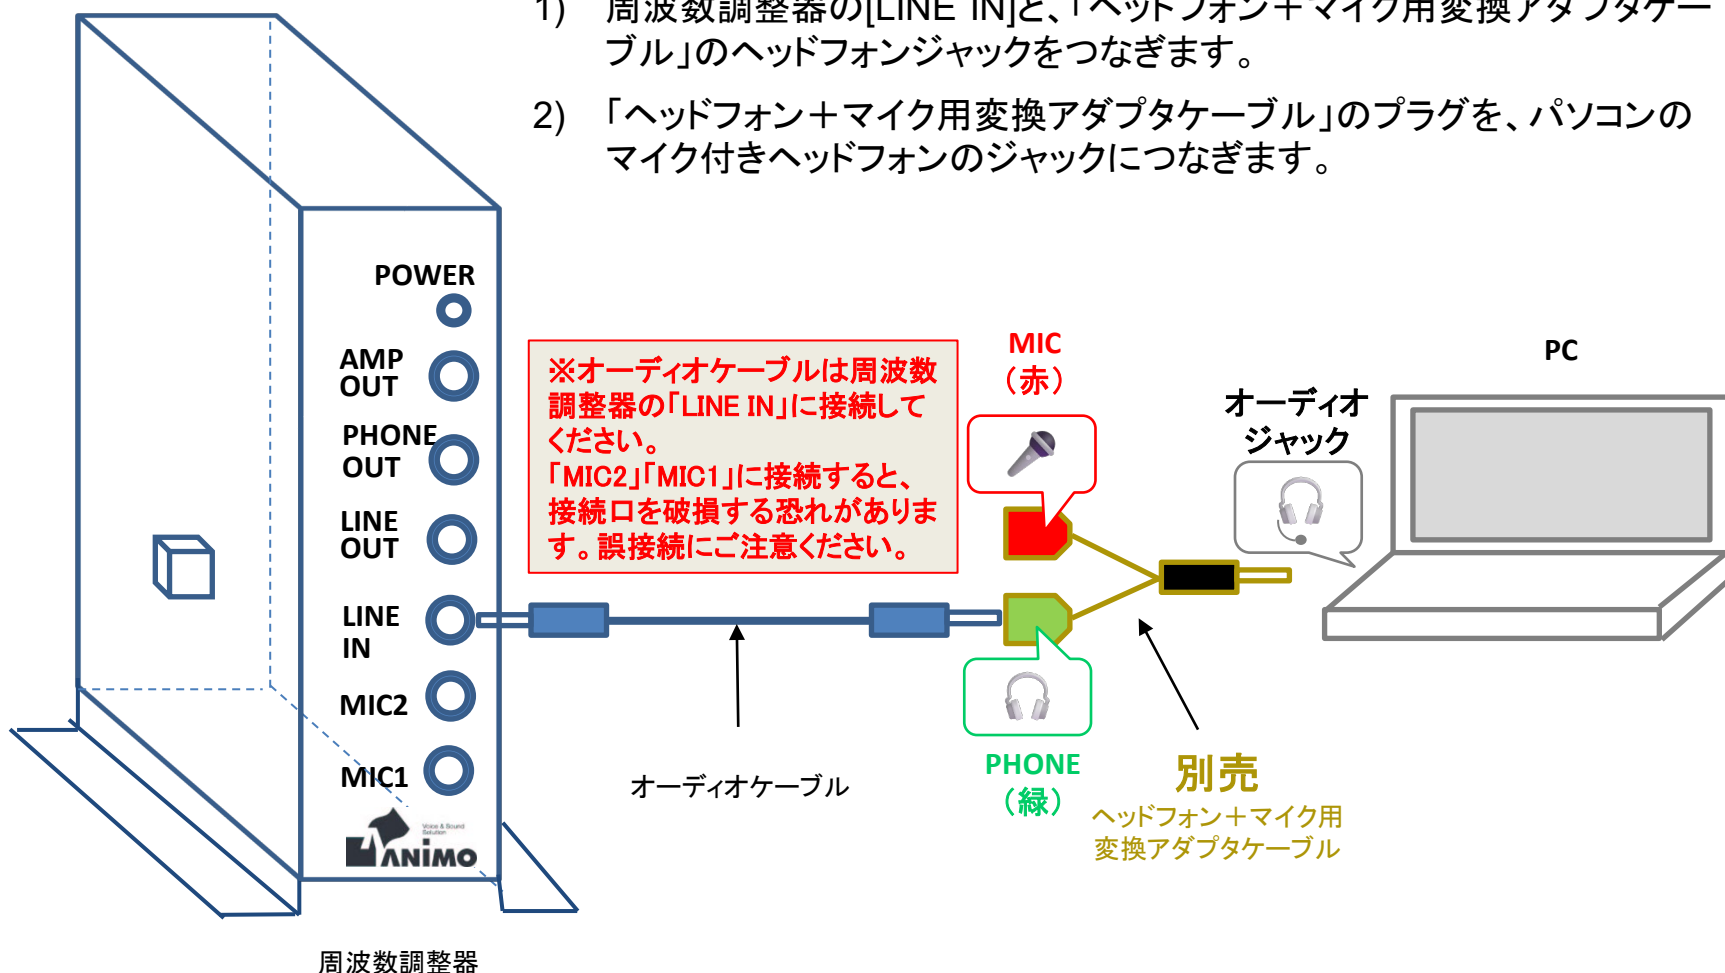 1) 周波数調整器の[LINE IN]と、「ヘッドフォン＋マイク用変換アダプタケー
ブル」のヘッドフォンジャックをつなぎます。
2) 「ヘッドフォン＋マイク用変換アダプタケーブル」のプラグを、パソコンの
マイク付きヘッドフォンのジャックにつなぎます。
POWER
AMP
OUT
PHONE
OUT
LINE
OUT
LINE
IN
MIC2
MIC1
Voice & Sound
Solution
ANIMO
周波数調整器
※オーディオケーブルは周波数
調整器の「LINE IN」に接続して
ください。
「MIC2」「MIC1」に接続すると、
接続口を破損する恐れがありま
す。誤接続にご注意ください。
オーディオケーブル
MIC
（赤）
PHONE
（緑）
別売
ヘッドフォン＋マイク用
変換アダプタケーブル
オーディオ
ジャック
PC